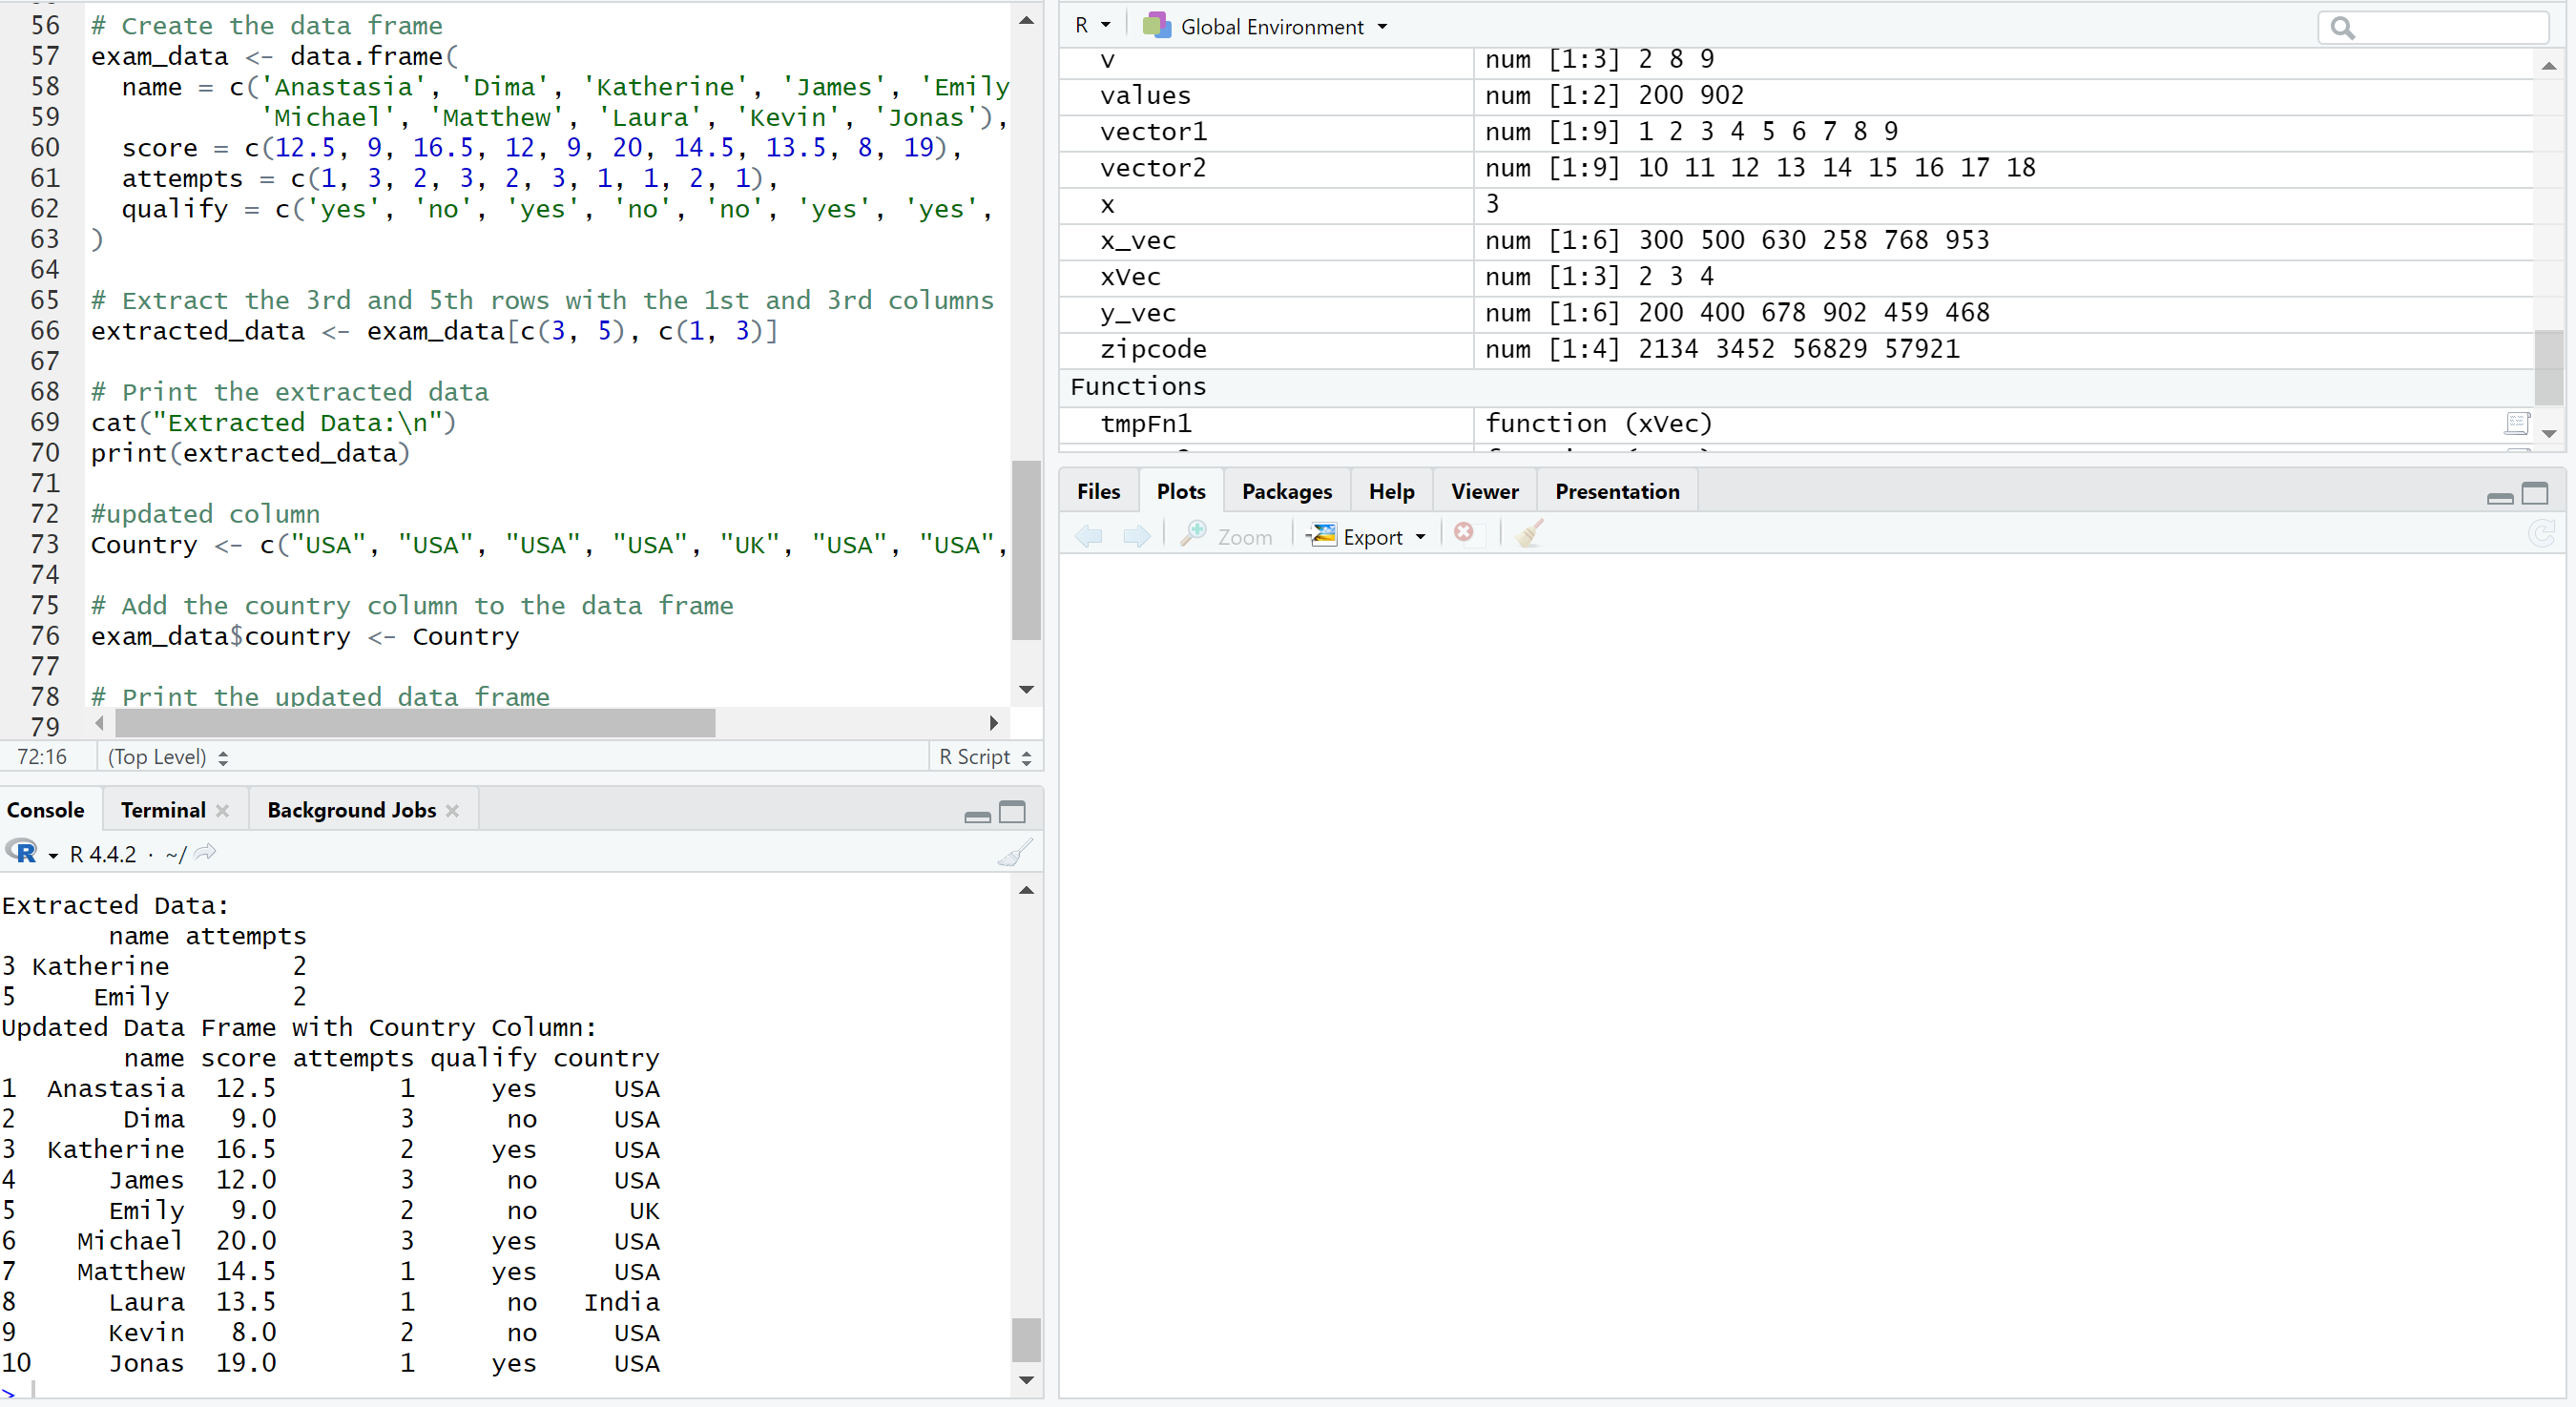 56 # Create the data frame
57 exam_data <- data.frame(
58 name = c('Anastasia', 'Dima', 'Katherine', 'James', 'Emily
59 'Michael', 'Matthew', 'Laura', 'Kevin', 'Jonas'),
60 score = c(12.5, 9, 16.5, 12, 9, 20, 14.5, 13.5, 8, 19),
61 attempts = c(1, 3, 2, 3, 2, 3, 1, 1, 2, 1),
62 qualify = c('yes', 'no', 'yes', 'no', 'no', 'yes', 'yes',
63 )
64
65 # Extract the 3rd and 5th rows with the 1st and 3rd columns
66 extracted_data <- exam_data[c(3, 5), c(1, 3)]
67
68 # Print the extracted data
69 cat("Extracted Data:\n")
70 print(extracted_data)
71
72 #updated column
73 Country <- c("USA", "USA", "USA", "USA", "UK", "USA", "USA",
74
75 # Add the country column to the data frame
76 exam_data$country <- Country
77
78 # Print the updated data frame
79
72:16 (Top Level) R Script
Console Terminal Background Jobs
R R 4.4.2 · ~/
Extracted Data:
name attempts
3 Katherine 2
5 Emily 2
Updated Data Frame with Country Column:
name score attempts qualify country
1 Anastasia 12.5 1 yes USA
2 Dima 9.0 3 no USA
3 Katherine 16.5 2 yes USA
4 James 12.0 3 no USA
5 Emily 9.0 2 no UK
6 Michael 20.0 3 yes USA
7 Matthew 14.5 1 yes USA
8 Laura 13.5 1 no India
9 Kevin 8.0 2 no USA
10 Jonas 19.0 1 yes USA
>
R Global Environment
v num [1:3] 2 8 9
values num [1:2] 200 902
vector1 num [1:9] 1 2 3 4 5 6 7 8 9
vector2 num [1:9] 10 11 12 13 14 15 16 17 18
x 3
x_vec num [1:6] 300 500 630 258 768 953
xVec num [1:3] 2 3 4
y_vec num [1:6] 200 400 678 902 459 468
zipcode num [1:4] 2134 3452 56829 57921
Functions
tmpFn1 function (xVec)
Files Plots Packages Help Viewer Presentation
Zoom Export